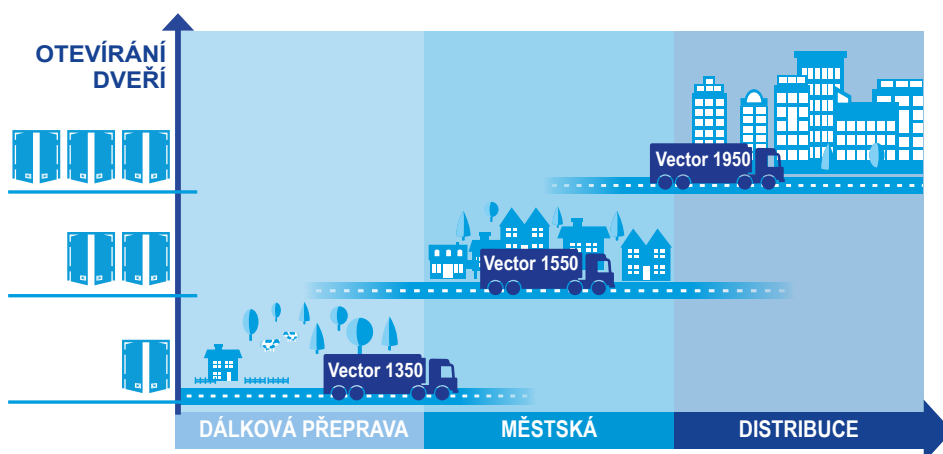 OTEVÍRÁNÍ
DVEŘÍ
Vector 1950
Vector 1550
Vector 1350
DÁLKOVÁ PŘEPRAVA
MĚSTSKÁ
DISTRIBUCE